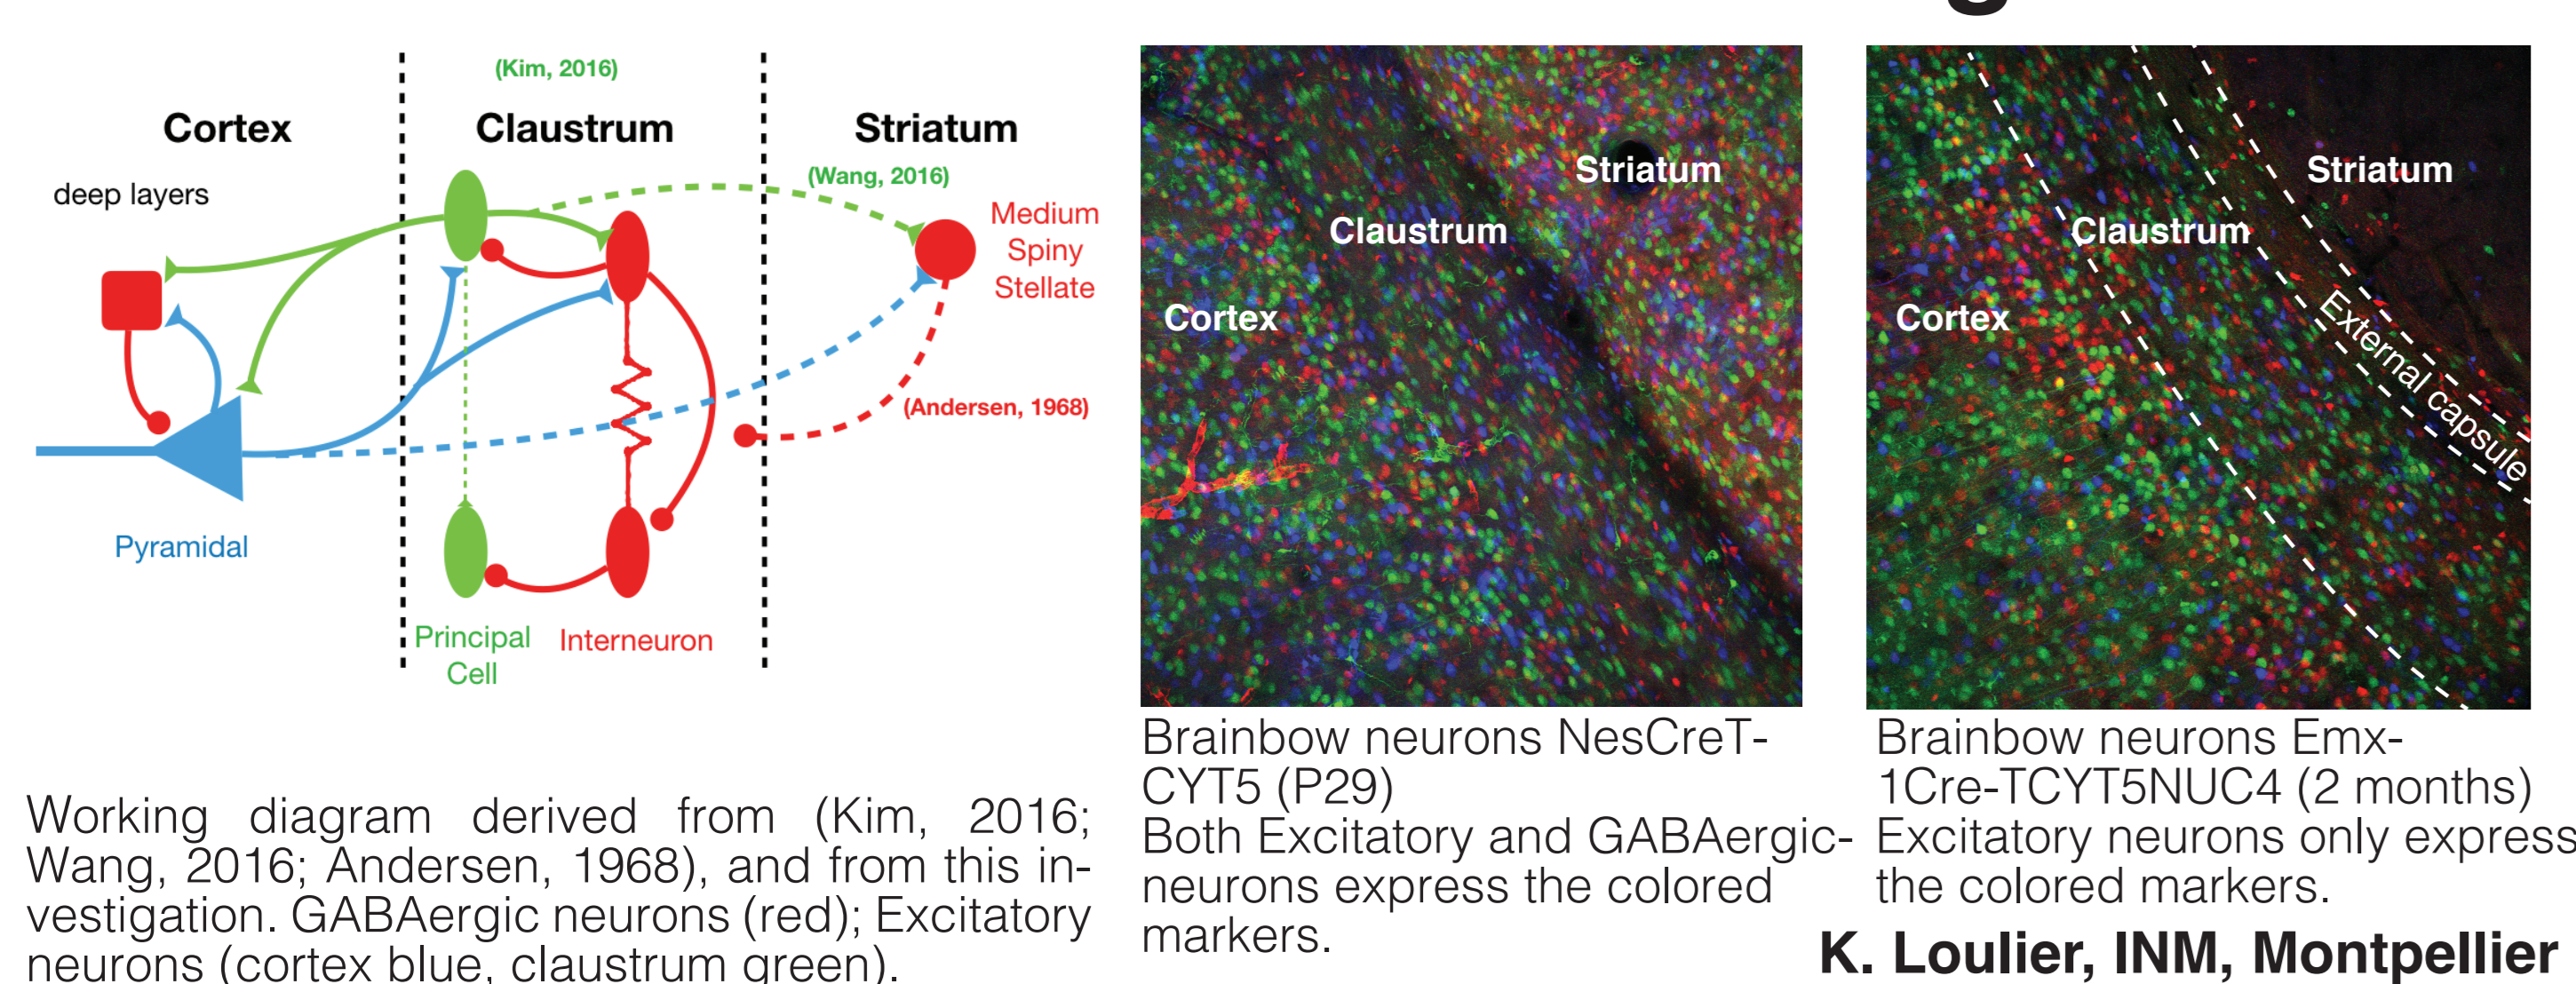 (Kim, 2016)
Cortex
Claustrum
Striatum
deep layers
(Wang, 2016)
Medium
Spiny
Stellate
(Andersen, 1968)
Pyramidal
Principal
Cell
Interneuron
Working diagram derived from (Kim, 2016;
Wang, 2016; Andersen, 1968), and from this in-
vestigation. GABAergic neurons (red); Excitatory
neurons (cortex blue, claustrum green).
Striatum
Claustrum
Cortex
Brainbow neurons NesCreT-
CYT5 (P29)
Both Excitatory and GABAergic-
neurons express the colored
markers.
Striatum
Claustrum
Cortex
External capsule
Brainbow neurons Emx-
1Cre-TCYT5NUC4 (2 months)
Excitatory neurons only express
the colored markers.
K. Loulier, INM, Montpellier